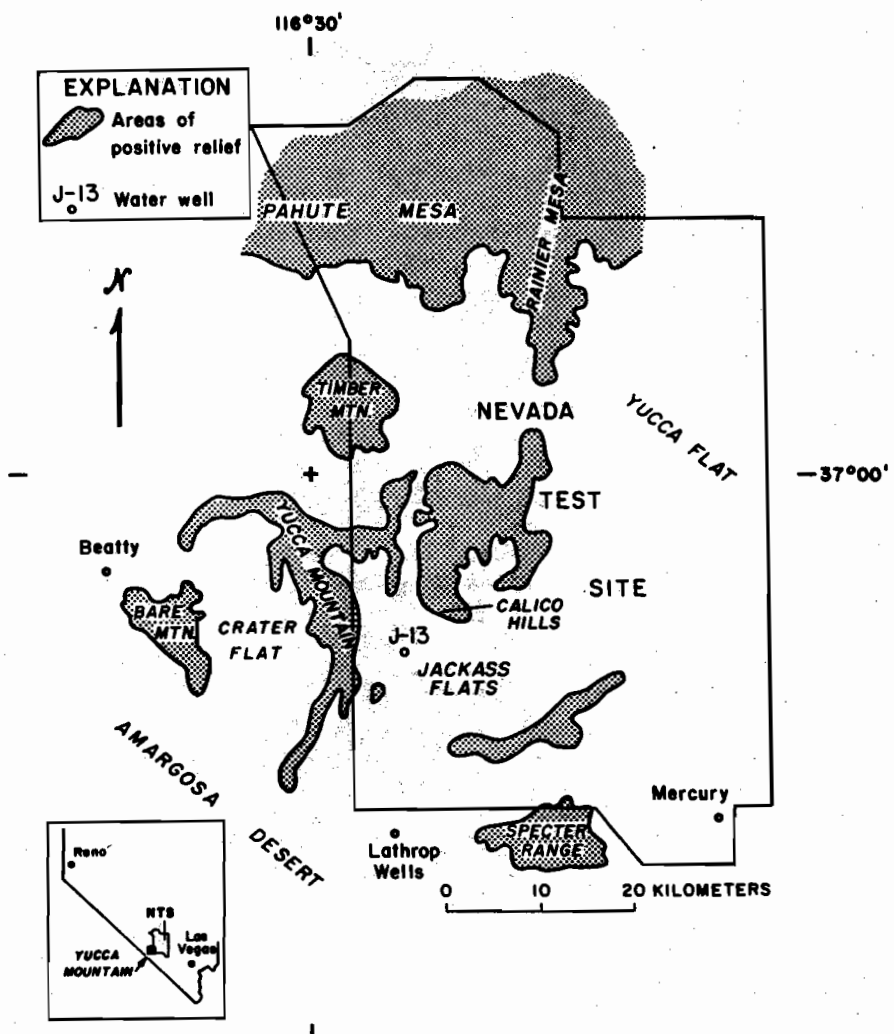 116°30'
EXPLANATION
Areas of
positive relief
J-13 Water well
PAHUTE MESA
RAINIER MESA
N
TIMBER
MTN.
NEVADA
YUCCA FLAT
37°00'
TEST
YUCCA MOUNTAIN
Beatty
SITE
BARE
MTN.
CALICO
HILLS
CRATER
FLAT
J-13
JACKASS
FLATS
AMARGOSA
DESERT
Mercury
SPECTER
RANGE
Lathrop
Wells
0 10 20 KILOMETERS
Reno
NTS
Las
Vegas
YUCCA
MOUNTAIN